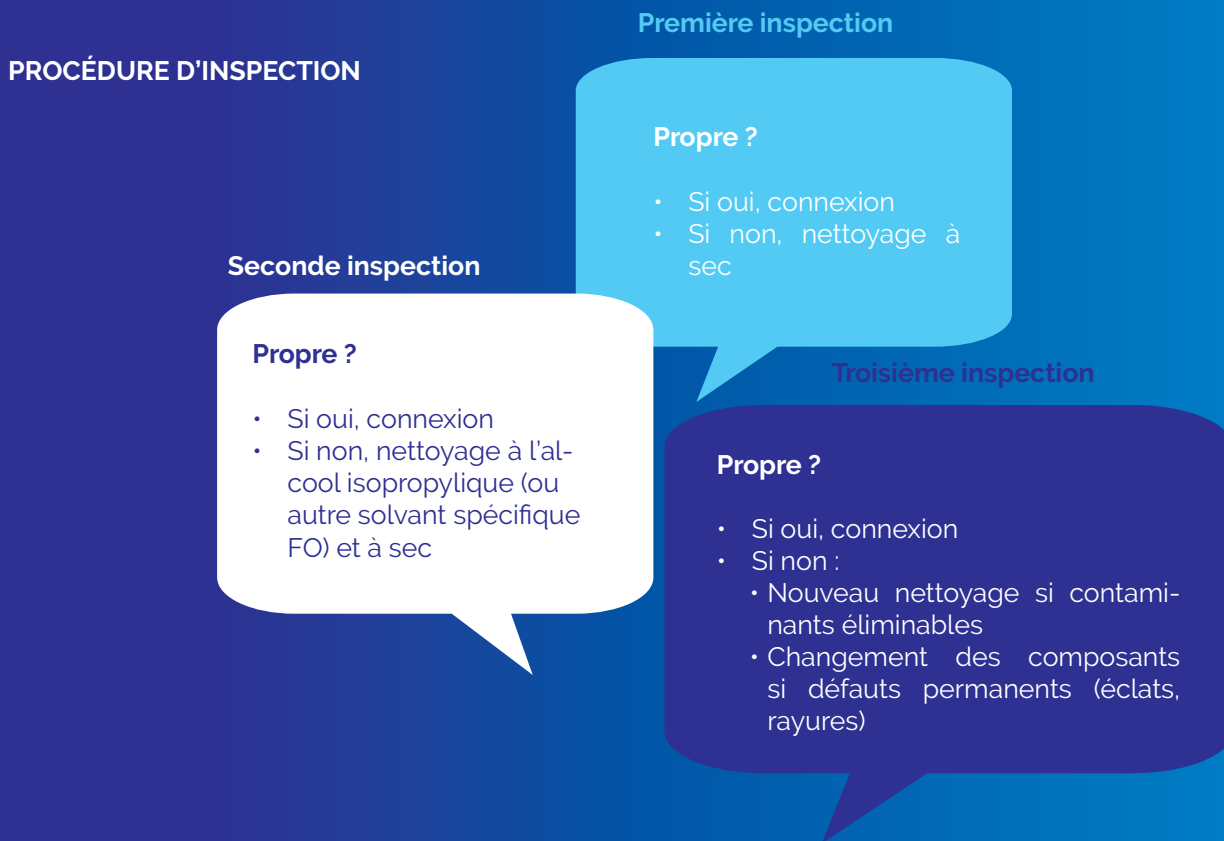 PROCÉDURE D'INSPECTION
Première inspection
Propre ?
• Si oui, connexion
• Si non, nettoyage à
sec
Seconde inspection
Propre ?
• Si oui, connexion
• Si non, nettoyage à l'al-
cool isopropylique (ou
autre solvant spécifique
FO) et à sec
Troisième inspection
Propre ?
• Si oui, connexion
• Si non :
• Nouveau nettoyage si contami-
nants éliminables
• Changement des composants
si défauts permanents (éclats,
rayures)